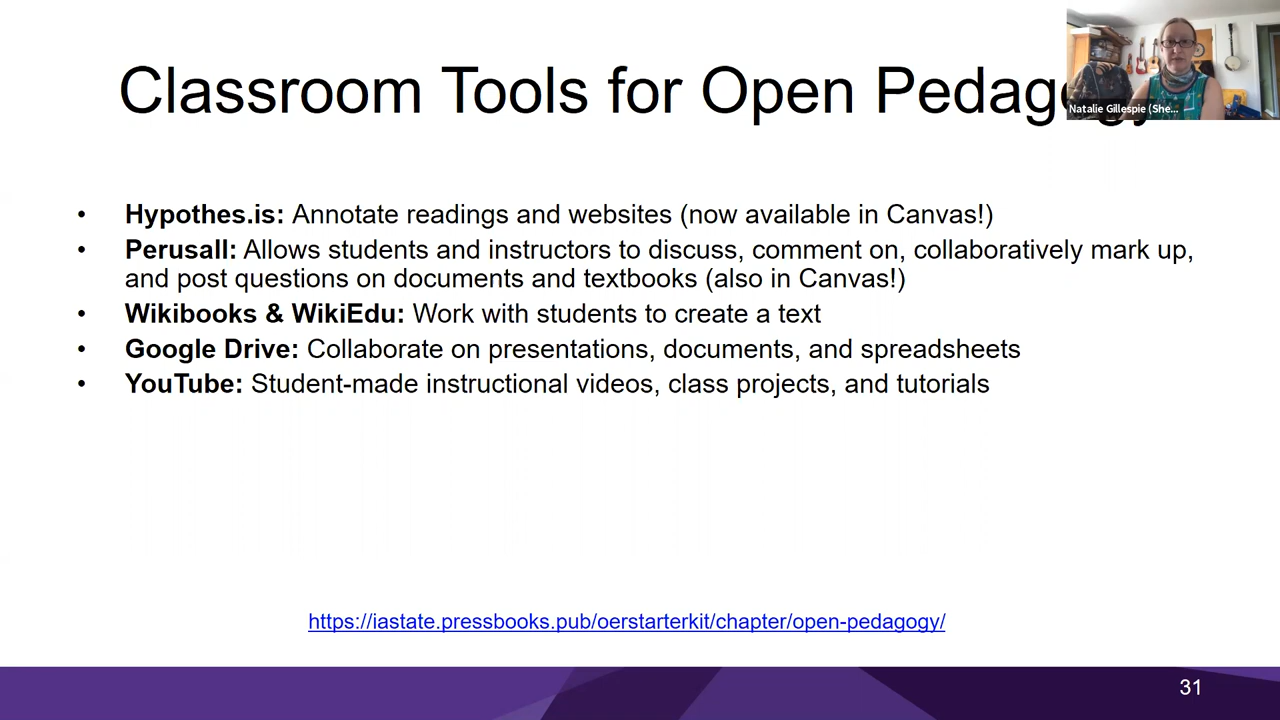 Classroom Tools for Open Pedagogy
Natalie Gillespie (She...
• Hypothes.is: Annotate readings and websites (now available in Canvas!)
• Perusall: Allows students and instructors to discuss, comment on, collaboratively mark up,
and post questions on documents and textbooks (also in Canvas!)
• Wikibooks & WikiEdu: Work with students to create a text
• Google Drive: Collaborate on presentations, documents, and spreadsheets
• YouTube: Student-made instructional videos, class projects, and tutorials
https://iastate.pressbooks.pub/oerstarterkit/chapter/open-pedagogy/
31